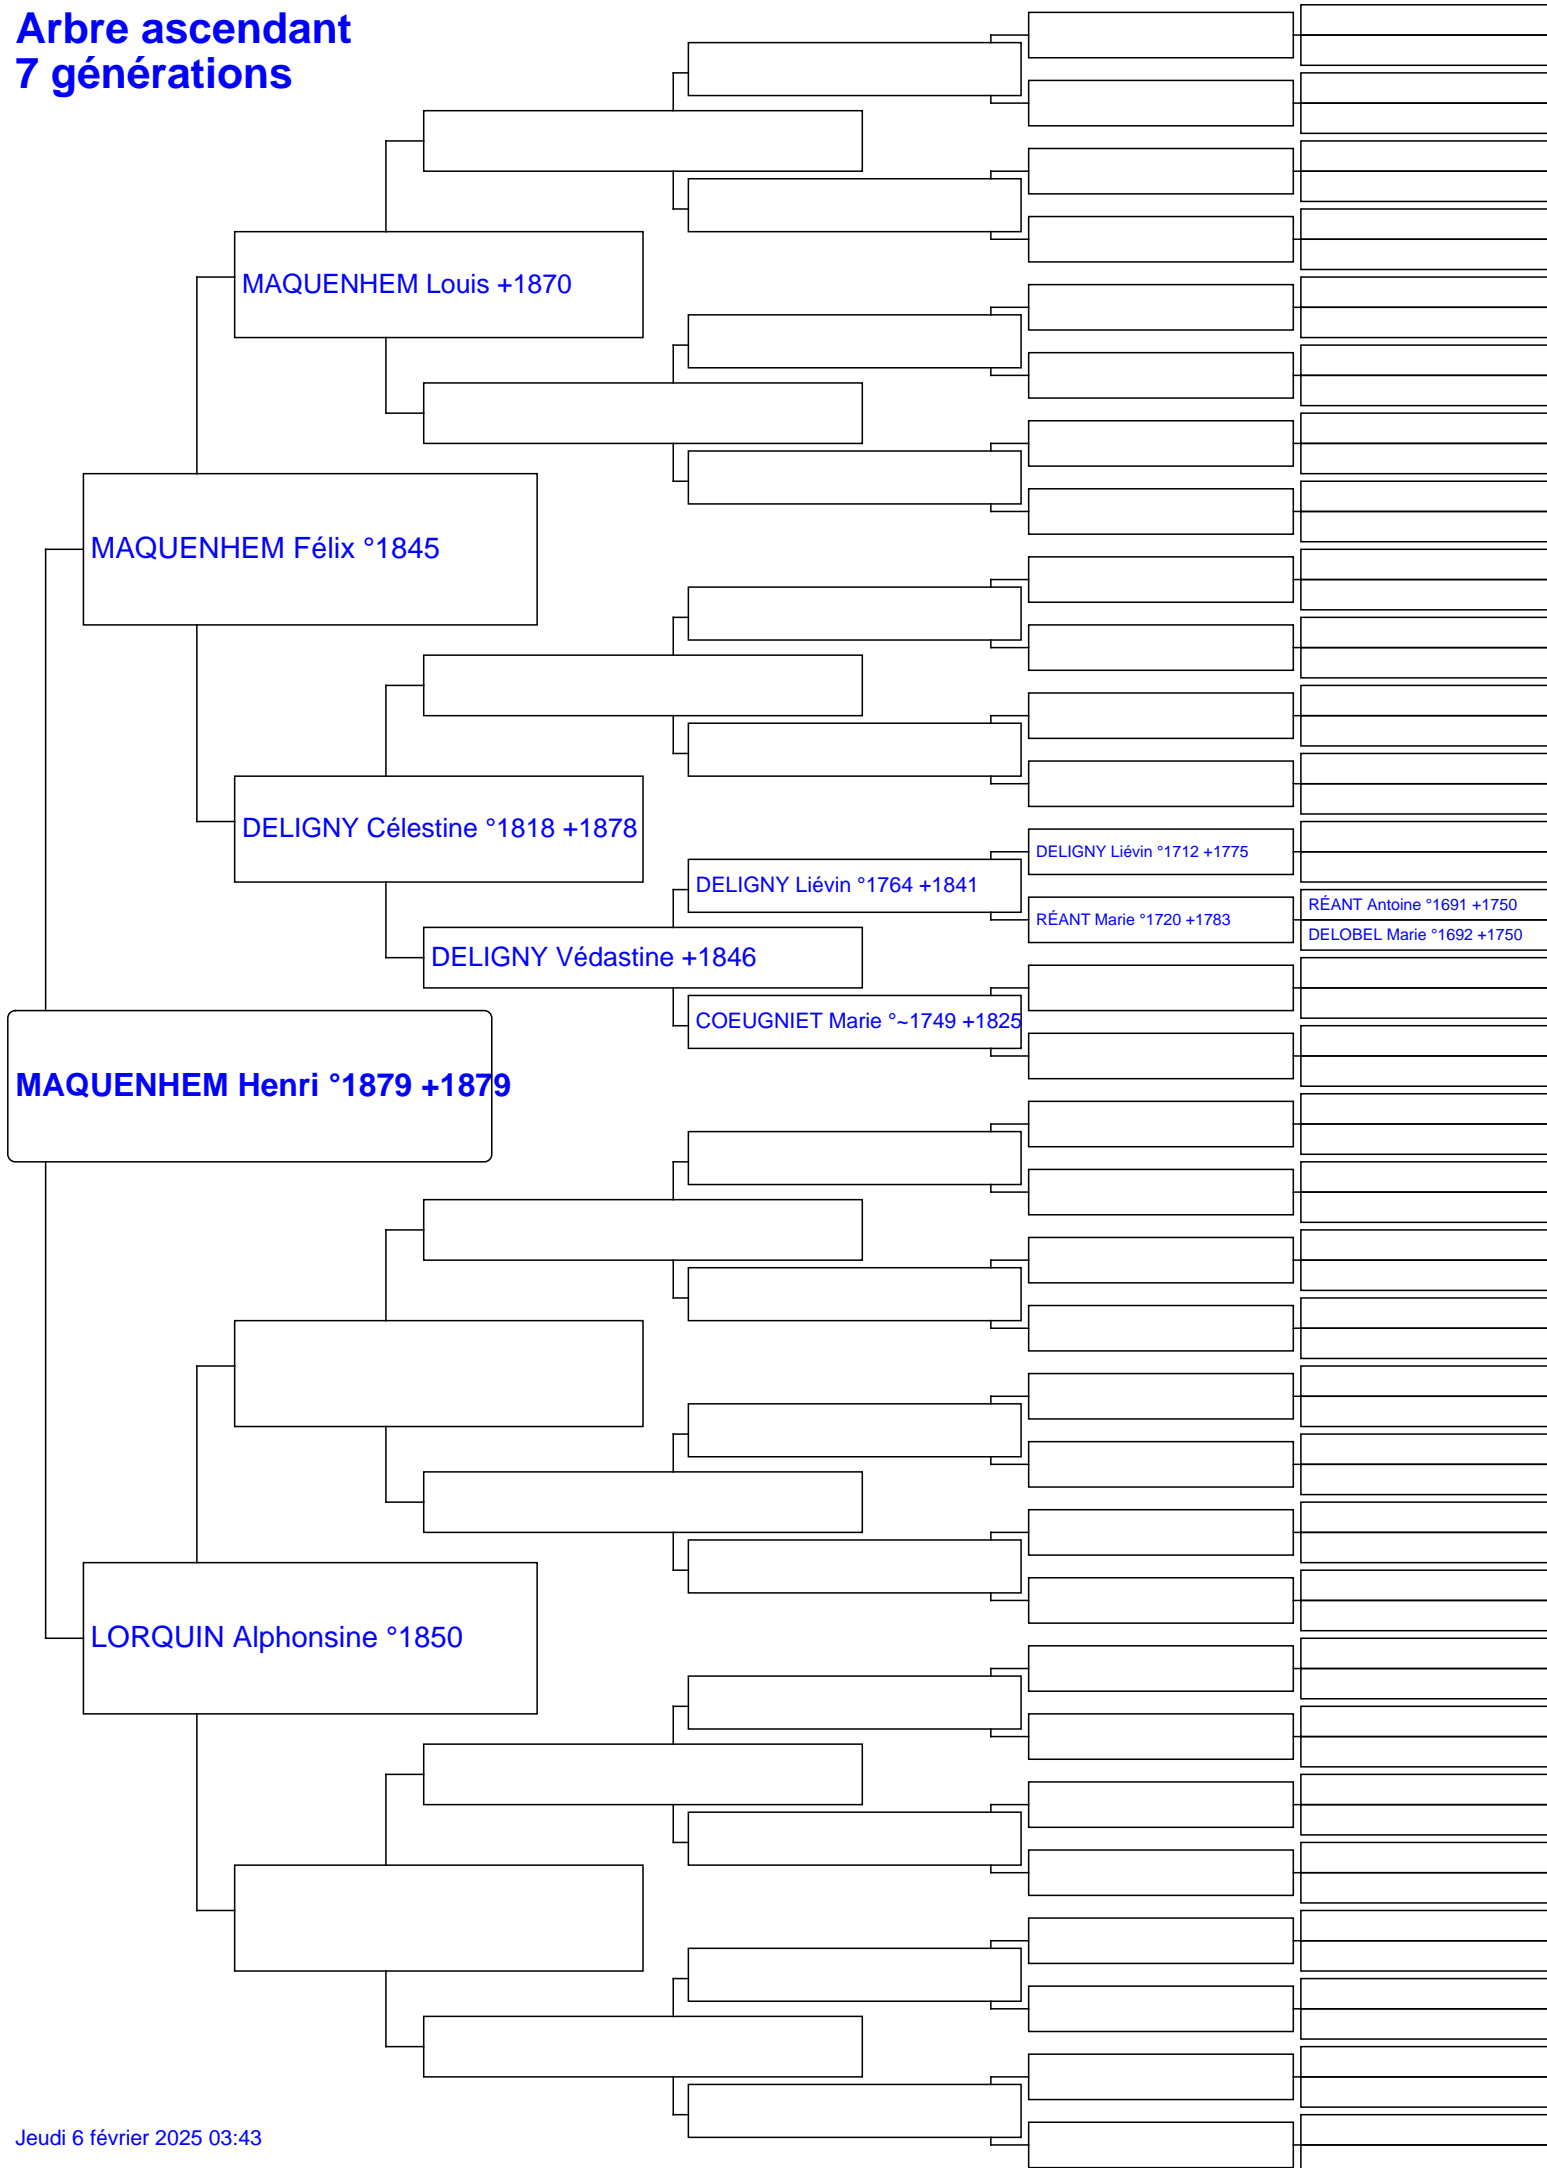 Arbre ascendant
7 générations
MAQUENHEM Louis +1870
MAQUENHEM Félix °1845
DELIGNY Célestine °1818 +1878
DELIGNY Liévin °1712 +1775
DELIGNY Liévin °1764 +1841
RÉANT Antoine °1691 +1750
RÉANT Marie °1720 +1783
DELOBEL Marie °1692 +1750
DELIGNY Védastine +1846
COEUGNIET Marie °~1749 +1825
MAQUENHEM Henri °1879 +1879
LORQUIN Alphonsine °1850
Jeudi 6 février 2025 03:43